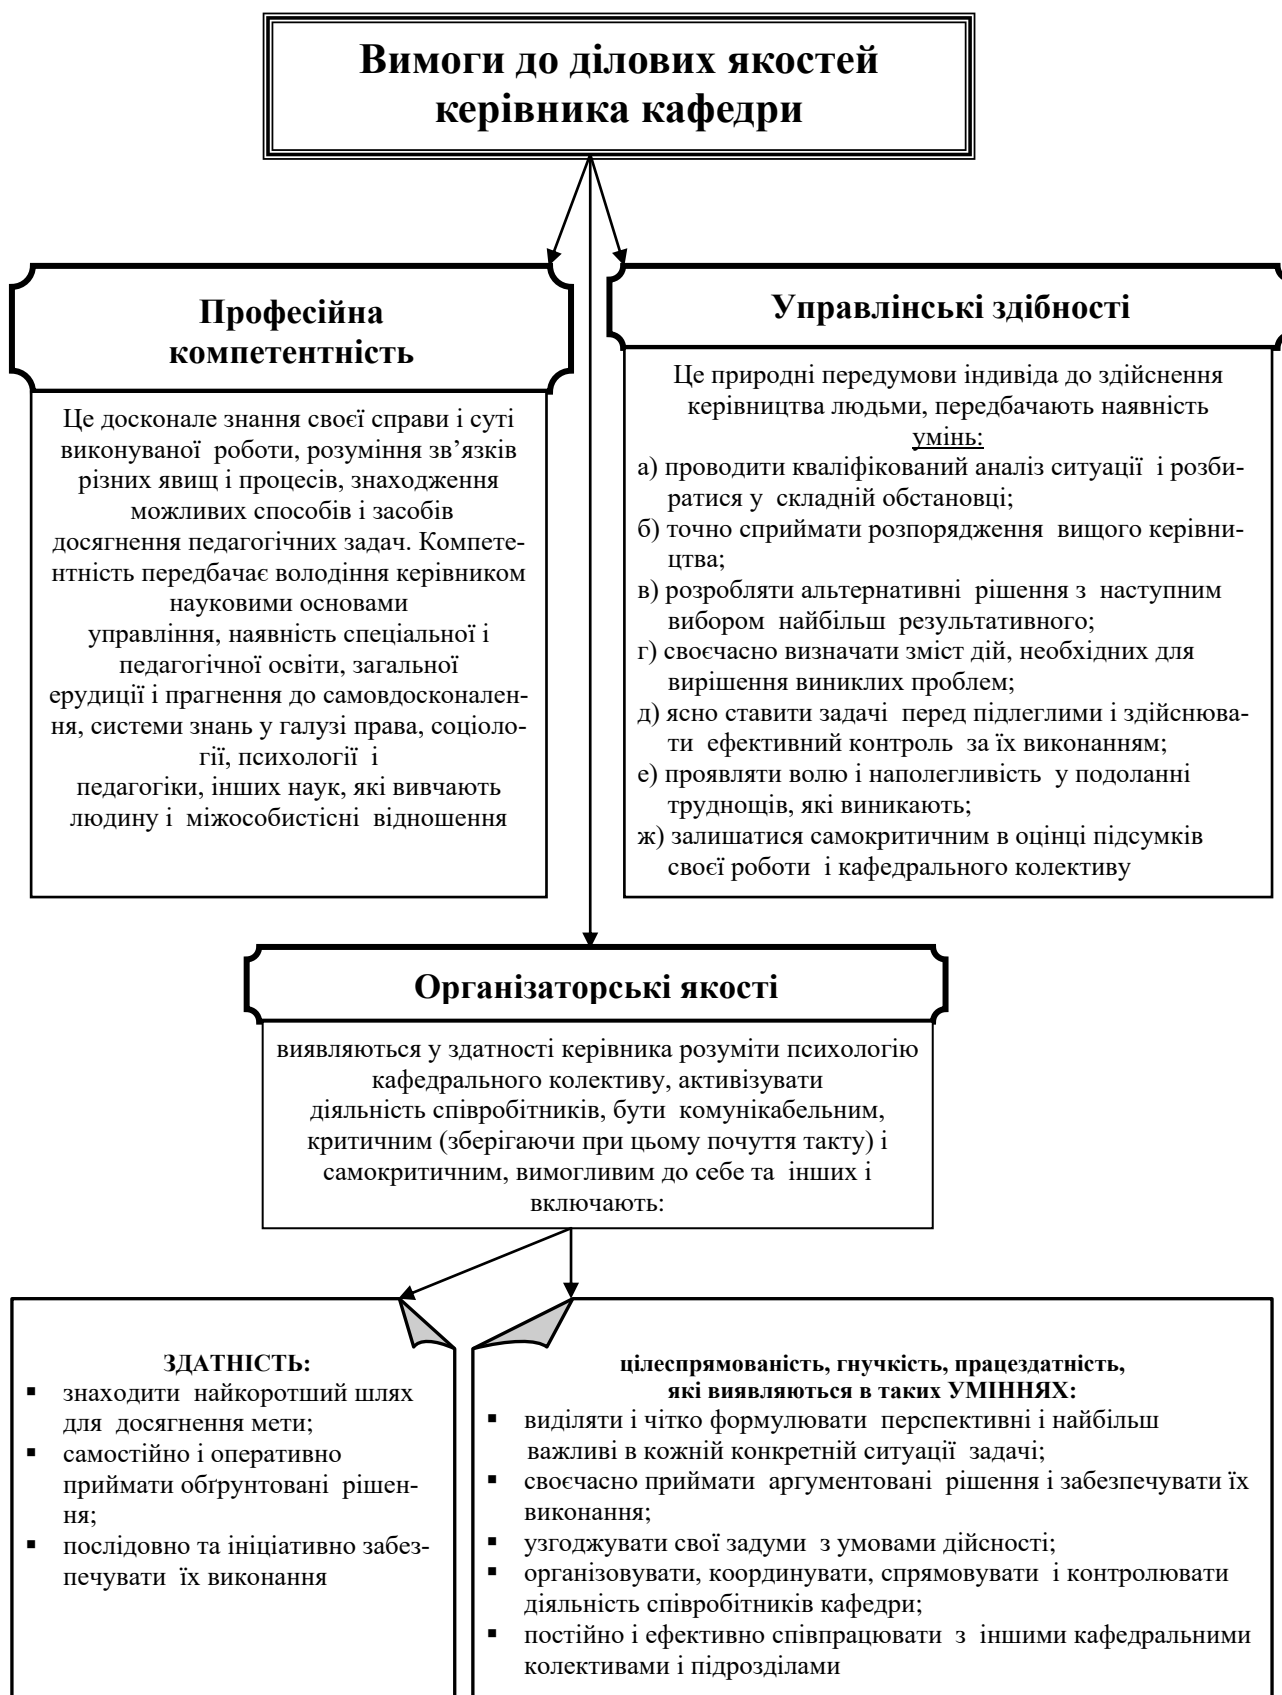 Вимоги до ділових якостей
керівника кафедри
Професійна
компетентність
Це досконале знання своєї справи і суті
виконуваної роботи, розуміння зв’язків
різних явищ і процесів, знаходження
можливих способів і засобів
досягнення педагогічних задач. Компете-
нтність передбачає володіння керівником
науковими основами
управління, наявність спеціальної і
педагогічної освіти, загальної
ерудиції і прагнення до самовдосконален-
ня, системи знань у галузі права, соціоло-
гії, психології і
педагогіки, інших наук, які вивчають
людину і міжособистісні відношення
Управлінські здібності
Це природні передумови індивіда до здійснення
керівництва людьми, передбачають наявність
умінь:
а) проводити кваліфікований аналіз ситуації і розби-
ратися у складній обстановці;
б) точно сприймати розпорядження вищого керівни-
цтва;
в) розробляти альтернативні рішення з наступним
вибором найбільш результативного;
г) своєчасно визначати зміст дій, необхідних для
вирішення виниклих проблем;
д) ясно ставити задачі перед підлеглими і здійснюва-
ти ефективний контроль за їх виконанням;
е) проявляти волю і наполегливість у подоланні
труднощів, які виникають;
ж) залишатися самокритичним в оцінці підсумків
своєї роботи і кафедрального колективу
Організаторські якості
виявляються у здатності керівника розуміти психологію
кафедрального колективу, активізувати
діяльність співробітників, бути комунікабельним,
критичним (зберігаючи при цьому почуття такту) і
самокритичним, вимогливим до себе та інших і
включають:
ЗДАТНІСТЬ:
▪ знаходити найкоротший шлях
для досягнення мети;
▪ самостійно і оперативно
приймати обґрунтовані рішен-
ня;
▪ послідовно та ініціативно забез-
печувати їх виконання
цілеспрямованість, гнучкість, працездатність,
які виявляються в таких УМІННЯХ:
▪ виділяти і чітко формулювати перспективні і найбільш
важливі в кожній конкретній ситуації задачі;
▪ своєчасно приймати аргументовані рішення і забезпечувати їх
виконання;
▪ узгоджувати свої задуми з умовами дійсності;
▪ організовувати, координувати, спрямовувати і контролювати
діяльність співробітників кафедри;
▪ постійно і ефективно співпрацювати з іншими кафедральними
колективами і підрозділами